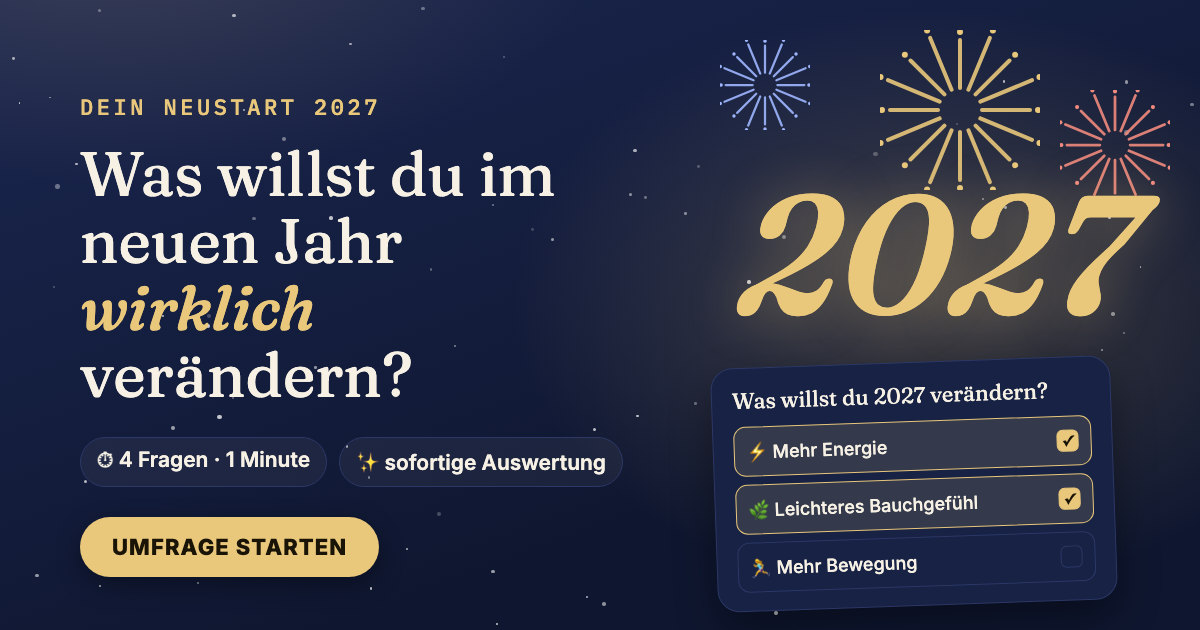 DEIN NEUSTART 2027
Was willst du im
neuen Jahr
wirklich
verändern?
⏱ 4 Fragen · 1 Minute
✨ sofortige Auswertung
UMFRAGE STARTEN
2027
Was willst du 2027 verändern?
⚡ Mehr Energie
🌿 Leichteres Bauchgefühl
🏃 Mehr Bewegung